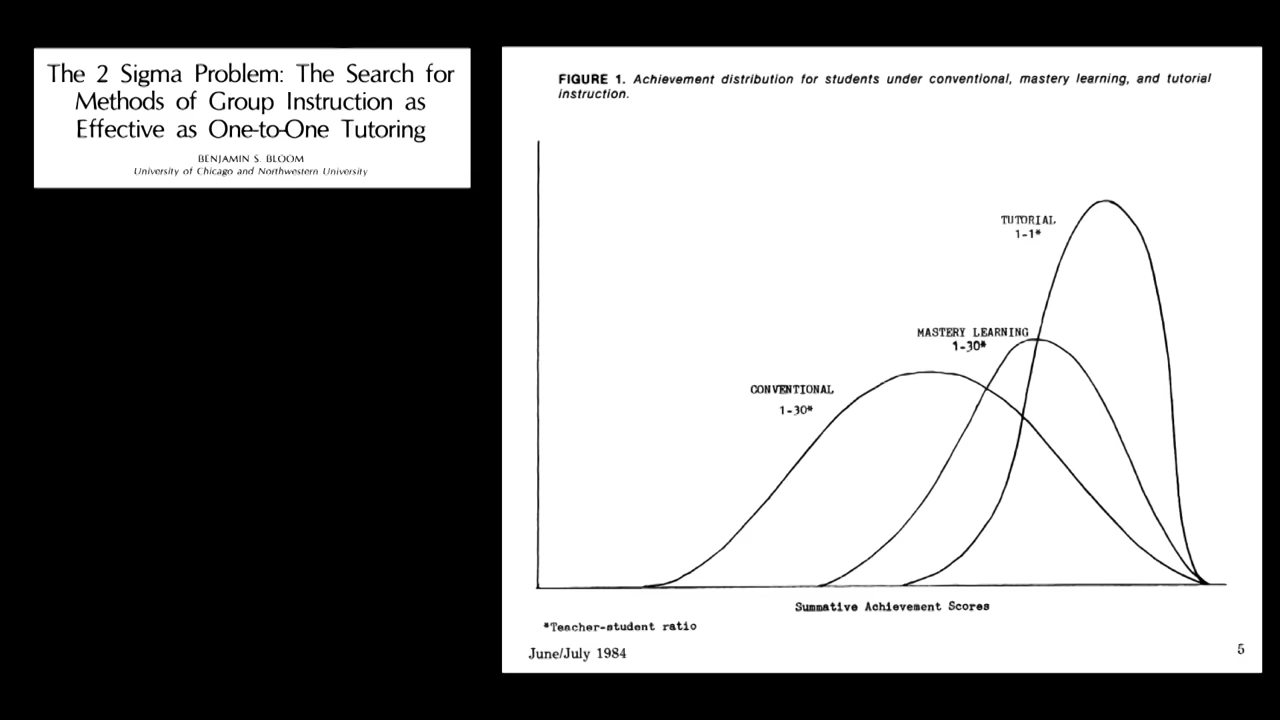 The 2 Sigma Problem: The Search for
Methods of Group Instruction as
Effective as One-to-One Tutoring
BENJAMIN S. BLOOM
University of Chicago and Northwestern University
FIGURE 1. Achievement distribution for students under conventional, mastery learning, and tutorial
instruction.
TUTORIAL
1-1*
MASTERY LEARNING
1-30*
CONVENTIONAL
1-30*
Summative Achievement Scores
*Teacher-student ratio
June/July 1984
5